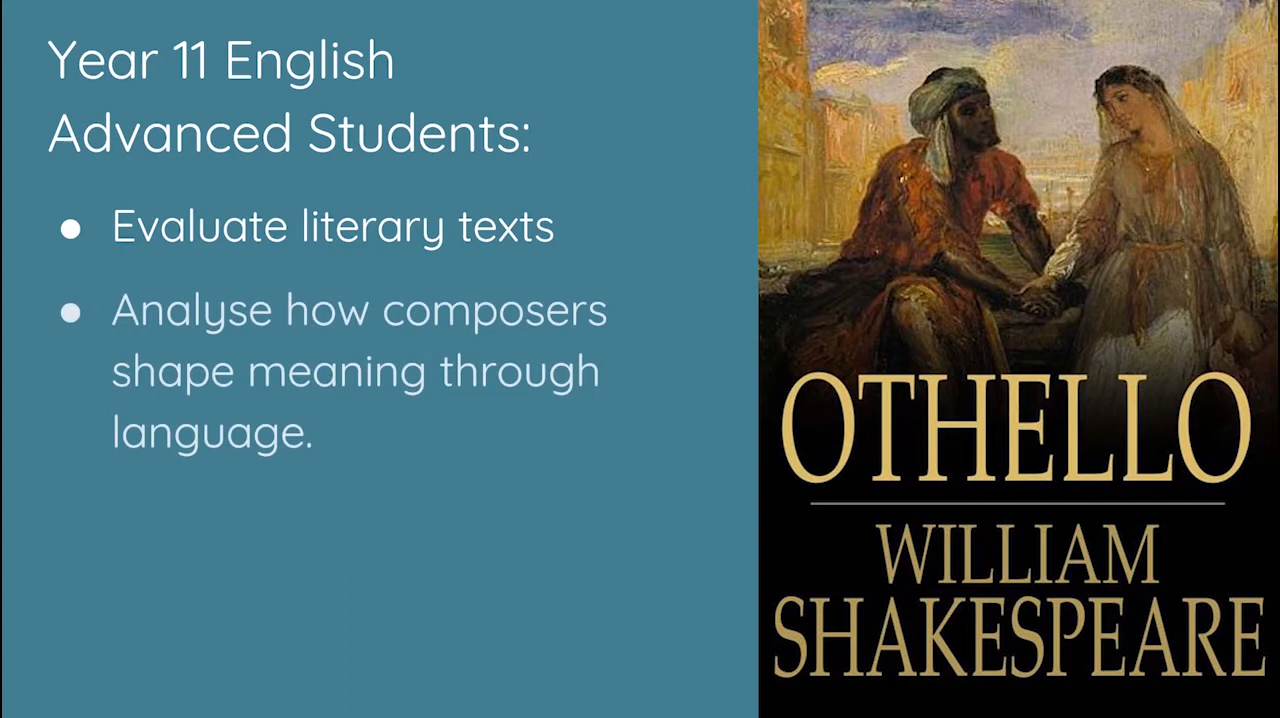 Year 11 English
Advanced Students:
● Evaluate literary texts
● Analyse how composers
shape meaning through
language.
OTHELLO
WILLIAM
SHAKESPEARE